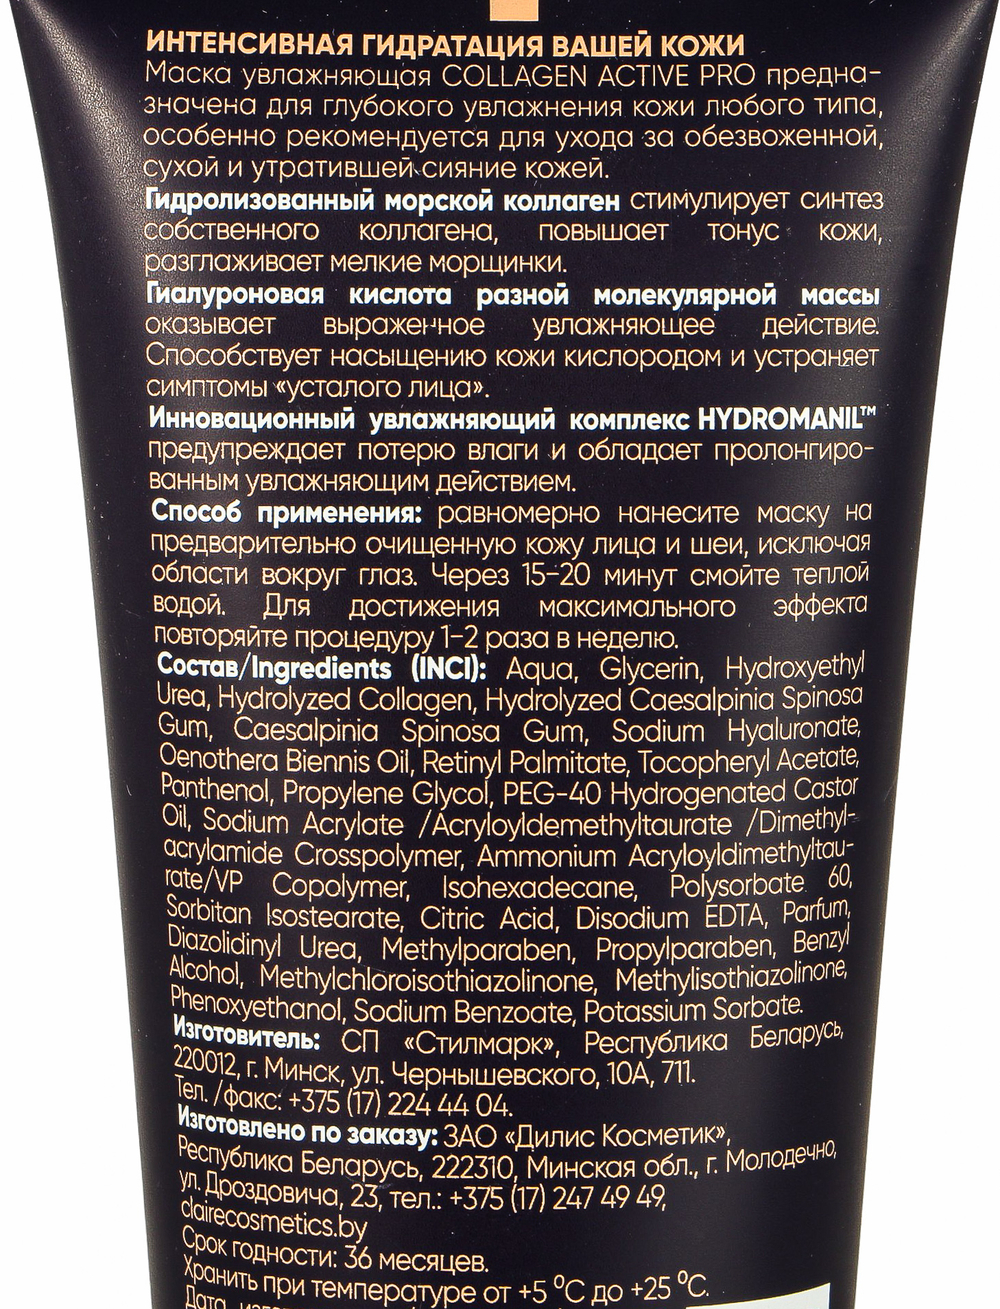 ИНТЕНСИВНАЯ ГИДРАТАЦИЯ ВАШЕЙ КОЖИ
Маска увлажняющая COLLAGEN ACTIVE PRO предна-
значена для глубокого увлажнения кожи любого типа,
особенно рекомендуется для ухода за обезвоженной,
сухой и утратившей сияние кожей.
Гидролизованный морской коллаген стимулирует синтез
собственного коллагена, повышает тонус кожи,
разглаживает мелкие морщинки.
Гиалуроновая кислота разной молекулярной массы
оказывает выраженное увлажняющее действие.
Способствует насыщению кожи кислородом и устраняет
симптомы «усталого лица».
Инновационный увлажняющий комплекс HYDROMANIL™
предупреждает потерю влаги и обладает пролонгиро-
ванным увлажняющим действием.
Способ применения: равномерно нанесите маску на
предварительно очищенную кожу лица и шеи, исключая
области вокруг глаз. Через 15-20 минут смойте теплой
водой. Для достижения максимального эффекта
повторяйте процедуру 1-2 раза в неделю.
Состав/Ingredients (INCI): Aqua, Glycerin, Hydroxyethyl
Urea, Hydrolyzed Collagen, Hydrolyzed Caesalpinia Spinosa
Gum, Caesalpinia Spinosa Gum, Sodium Hyaluronate,
Oenothera Biennis Oil, Retinyl Palmitate, Tocopheryl Acetate,
Panthenol, Propylene Glycol, PEG-40 Hydrogenated Castor
Oil, Sodium Acrylate /Acryloyldemethyltaurate /Dimethyl-
acrylamide Crosspolymer, Ammonium Acryloyldimethyltau-
rate/VP Copolymer, Isohexadecane, Polysorbate 60,
Sorbitan Isostearate, Citric Acid, Disodium EDTA, Parfum,
Diazolidinyl Urea, Methylparaben, Propylparaben, Benzyl
Alcohol, Methylchloroisothiazolinone, Methylisothiazolinone,
Phenoxyethanol, Sodium Benzoate, Potassium Sorbate.
Изготовитель: СП «Стилмарк», Республика Беларусь,
220012, г. Минск, ул. Чернышевского, 10А, 711.
Тел. /факс: +375 (17) 224 44 04.
Изготовлено по заказу: ЗАО «Дилис Косметик»,
Республика Беларусь, 222310, Минская обл., г. Молодечно,
ул. Дроздовича, 23, тел.: +375 (17) 247 49 49,
clairecosmetics.by
Срок годности: 36 месяцев.
Хранить при температуре от +5 °C до +25 °C.
Дата